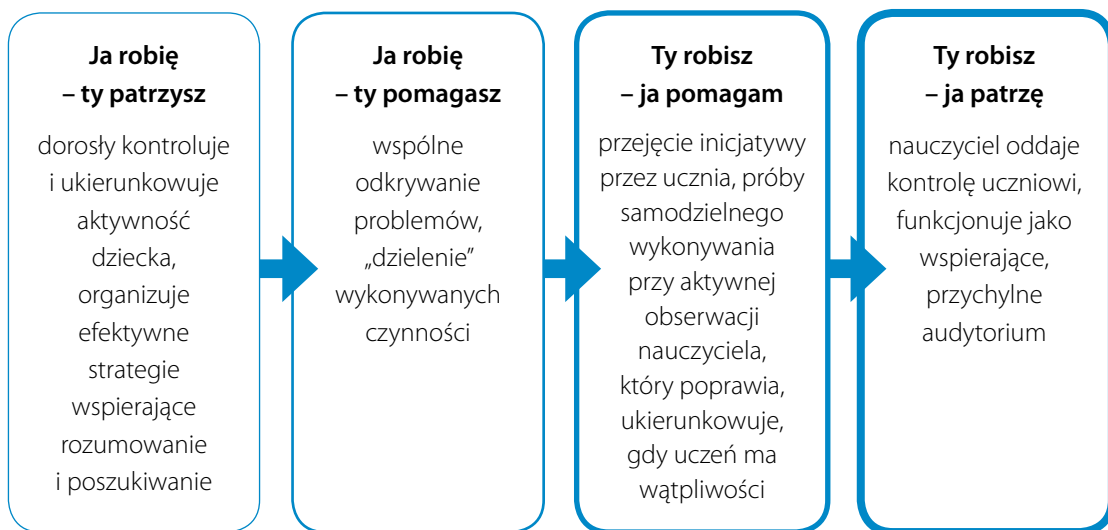 Ja robię
– ty patrzysz
dorosły kontroluje
i ukierunkowuje
aktywność
dziecka,
organizuje
efektywne
strategie
wspierające
rozumowanie
i poszukiwanie
Ja robię
– ty pomagasz
wspólne
odkrywanie
problemów,
„dzielenie”
wykonywanych
czynności
Ty robisz
– ja pomagam
przejęcie inicjatywy
przez ucznia, próby
samodzielnego
wykonywania
przy aktywnej
obserwacji
nauczyciela,
który poprawia,
ukierunkowuje,
gdy uczeń ma
wątpliwości
Ty robisz
– ja patrzę
nauczyciel oddaje
kontrolę uczniowi,
funkcjonuje jako
wspierające,
przychylne
audytorium